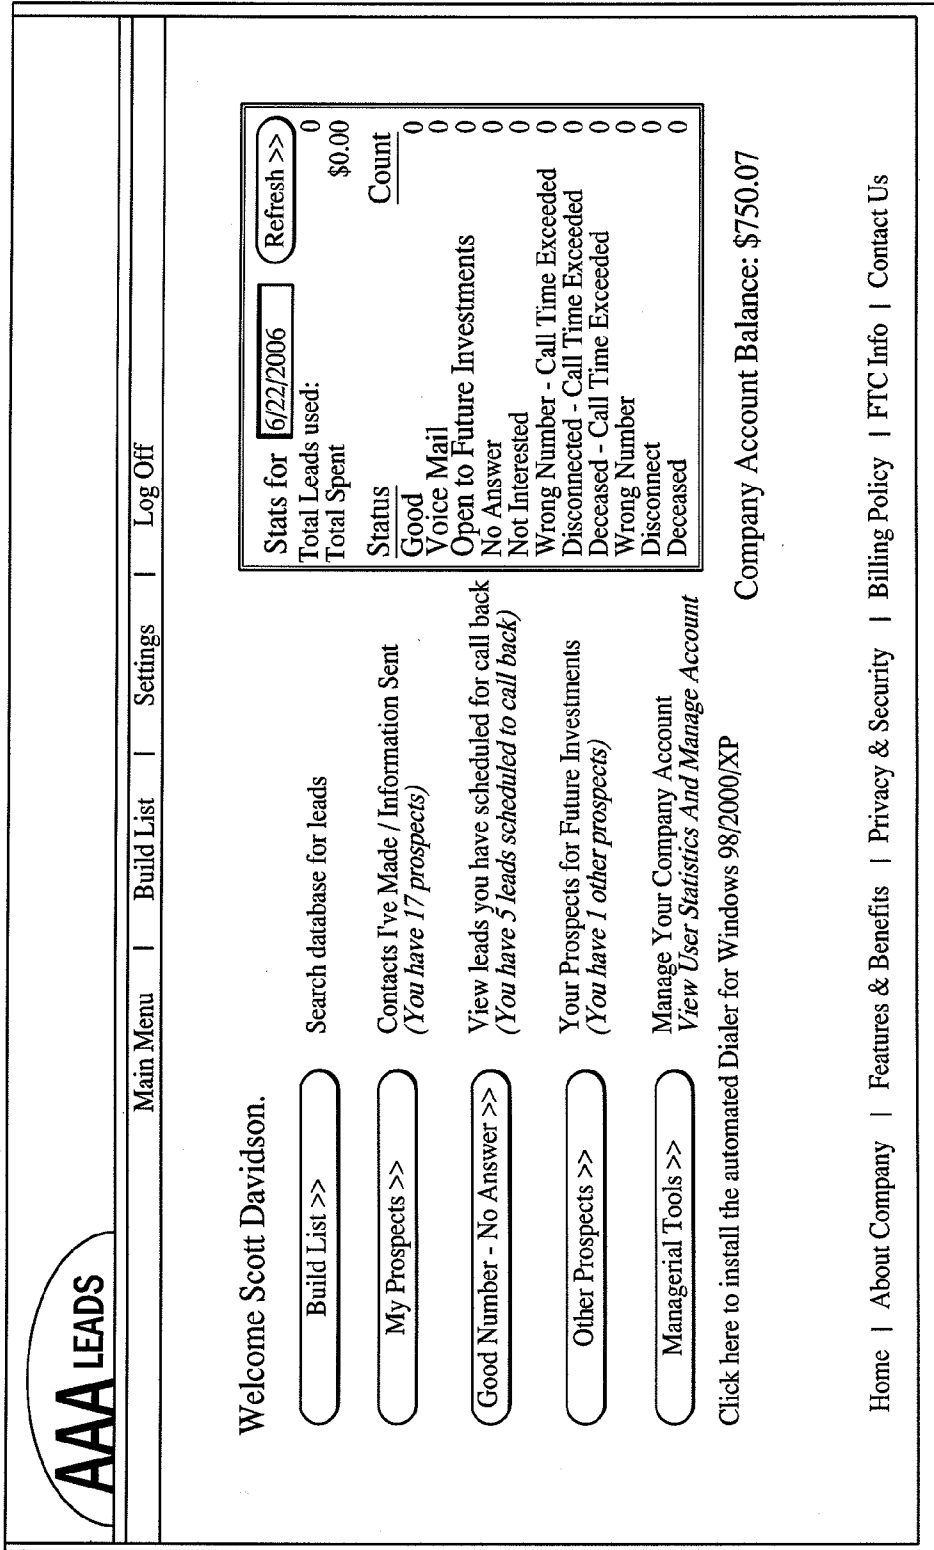 AAA LEADS
Main Menu | Build List | Settings | Log Off
Welcome Scott Davidson.
Build List >> Search database for leads
My Prospects >> Contacts I've Made / Information Sent
(You have 17 prospects)
Good Number - No Answer >> View leads you have scheduled for call back
(You have 5 leads scheduled to call back)
Other Prospects >> Your Prospects for Future Investments
(You have 1 other prospects)
Managerial Tools >> Manage Your Company Account
View User Statistics And Manage Account
Click here to install the automated Dialer for Windows 98/2000/XP
Stats for 6/22/2006 Refresh >>
Total Leads used: 0
Total Spent $0.00
Status Count
Good 0
Voice Mail 0
Open to Future Investments 0
No Answer 0
Not Interested 0
Wrong Number - Call Time Exceeded 0
Disconnected - Call Time Exceeded 0
Deceased - Call Time Exceeded 0
Wrong Number 0
Disconnect 0
Deceased 0
Company Account Balance: $750.07
Home | About Company | Features & Benefits | Privacy & Security | Billing Policy | FTC Info | Contact Us